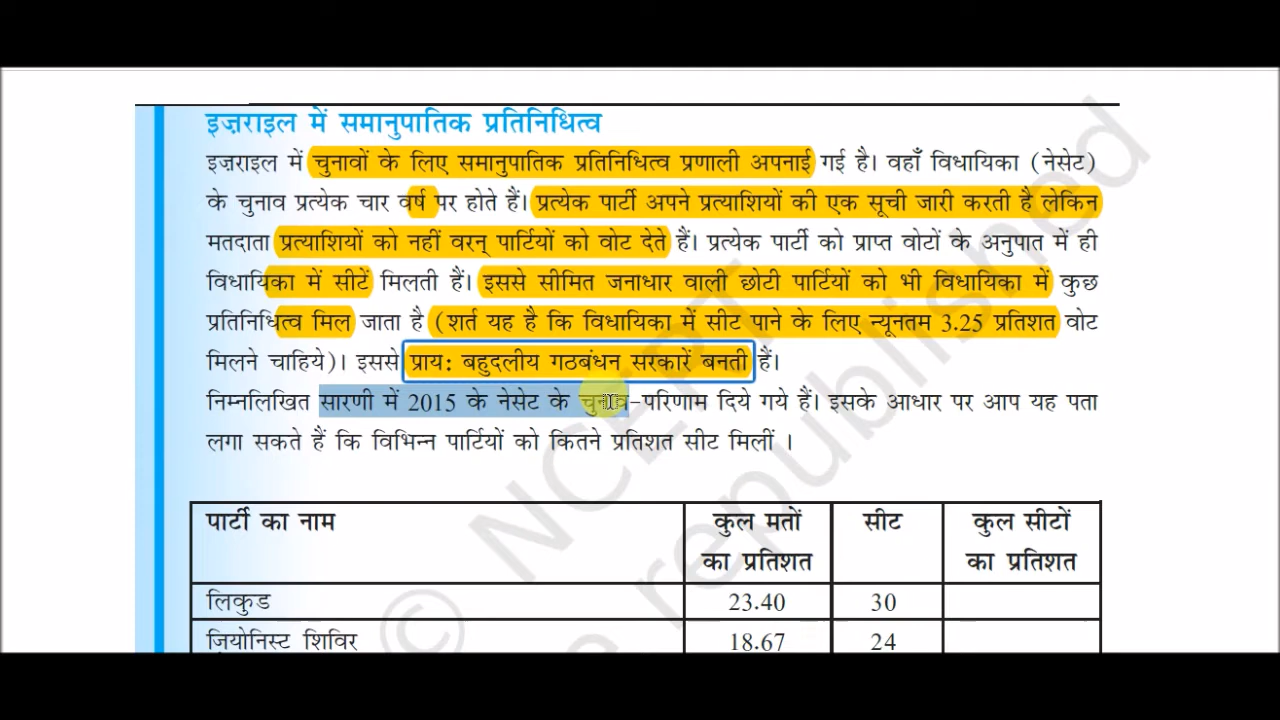 इज़राइल में समानुपातिक प्रतिनिधित्व
इज़राइल में चुनावों के लिए समानुपातिक प्रतिनिधित्व प्रणाली अपनाई गई है। वहाँ विधायिका (नेसेट)
के चुनाव प्रत्येक चार वर्ष पर होते हैं। प्रत्येक पार्टी अपने प्रत्याशियों की एक सूची जारी करती है लेकिन
मतदाता प्रत्याशियों को नहीं वरन् पार्टियों को वोट देते हैं। प्रत्येक पार्टी को प्राप्त वोटों के अनुपात में ही
विधायिका में सीटें मिलती हैं। इससे सीमित जनाधार वाली छोटी पार्टियों को भी विधायिका में कुछ
प्रतिनिधित्व मिल जाता है (शर्त यह है कि विधायिका में सीट पाने के लिए न्यूनतम 3.25 प्रतिशत वोट
मिलने चाहिये)। इससे प्राय: बहुदलीय गठबंधन सरकारें बनती हैं।
निम्नलिखित सारणी में 2015 के नेसेट के चुनाव-परिणाम दिये गये हैं। इसके आधार पर आप यह पता
लगा सकते हैं कि विभिन्न पार्टियों को कितने प्रतिशत सीट मिलीं ।
पार्टी का नाम कुल मतों का प्रतिशत सीट कुल सीटों का प्रतिशत
लिकुड 23.40 30
ज़ियोनिस्ट शिविर 18.67 24
© NCERT
republished